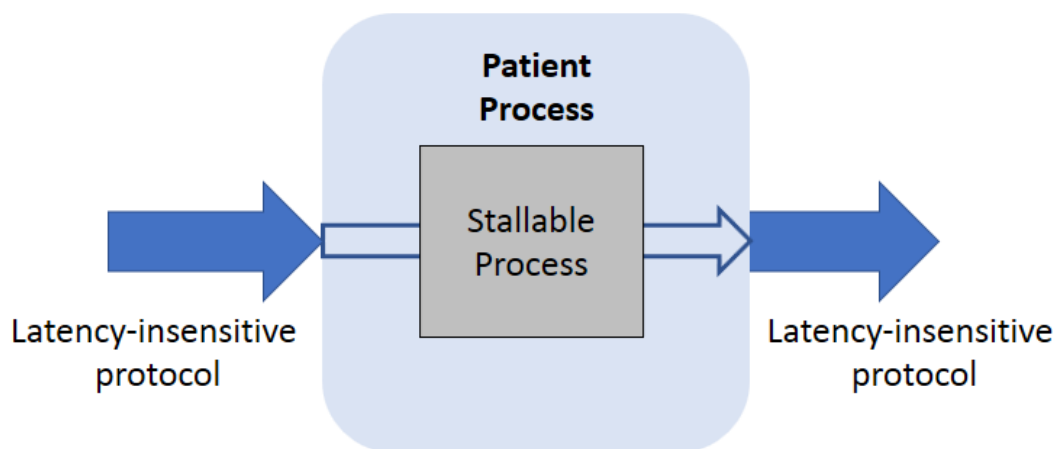 Patient
Process
Stallable
Process
Latency-insensitive
protocol
Latency-insensitive
protocol